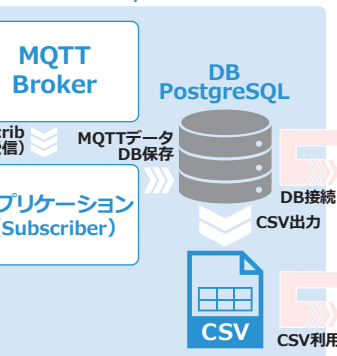 MQTT
Broker
DB
PostgreSQL
crib
信）
MQTTデータ
DB保存
プリケーション
（Subscriber）
DB接続
CSV出力
CSV
CSV利用